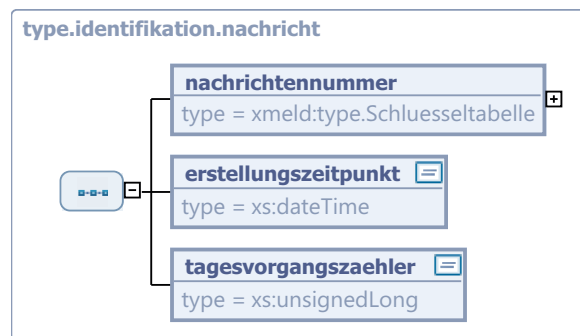 type.identifikation.nachricht
nachrichtennummer
type = xmeld:type.Schluesseltabelle
erstellungszeitpunkt
type = xs:dateTime
tagesvorgangszaehler
type = xs:unsignedLong